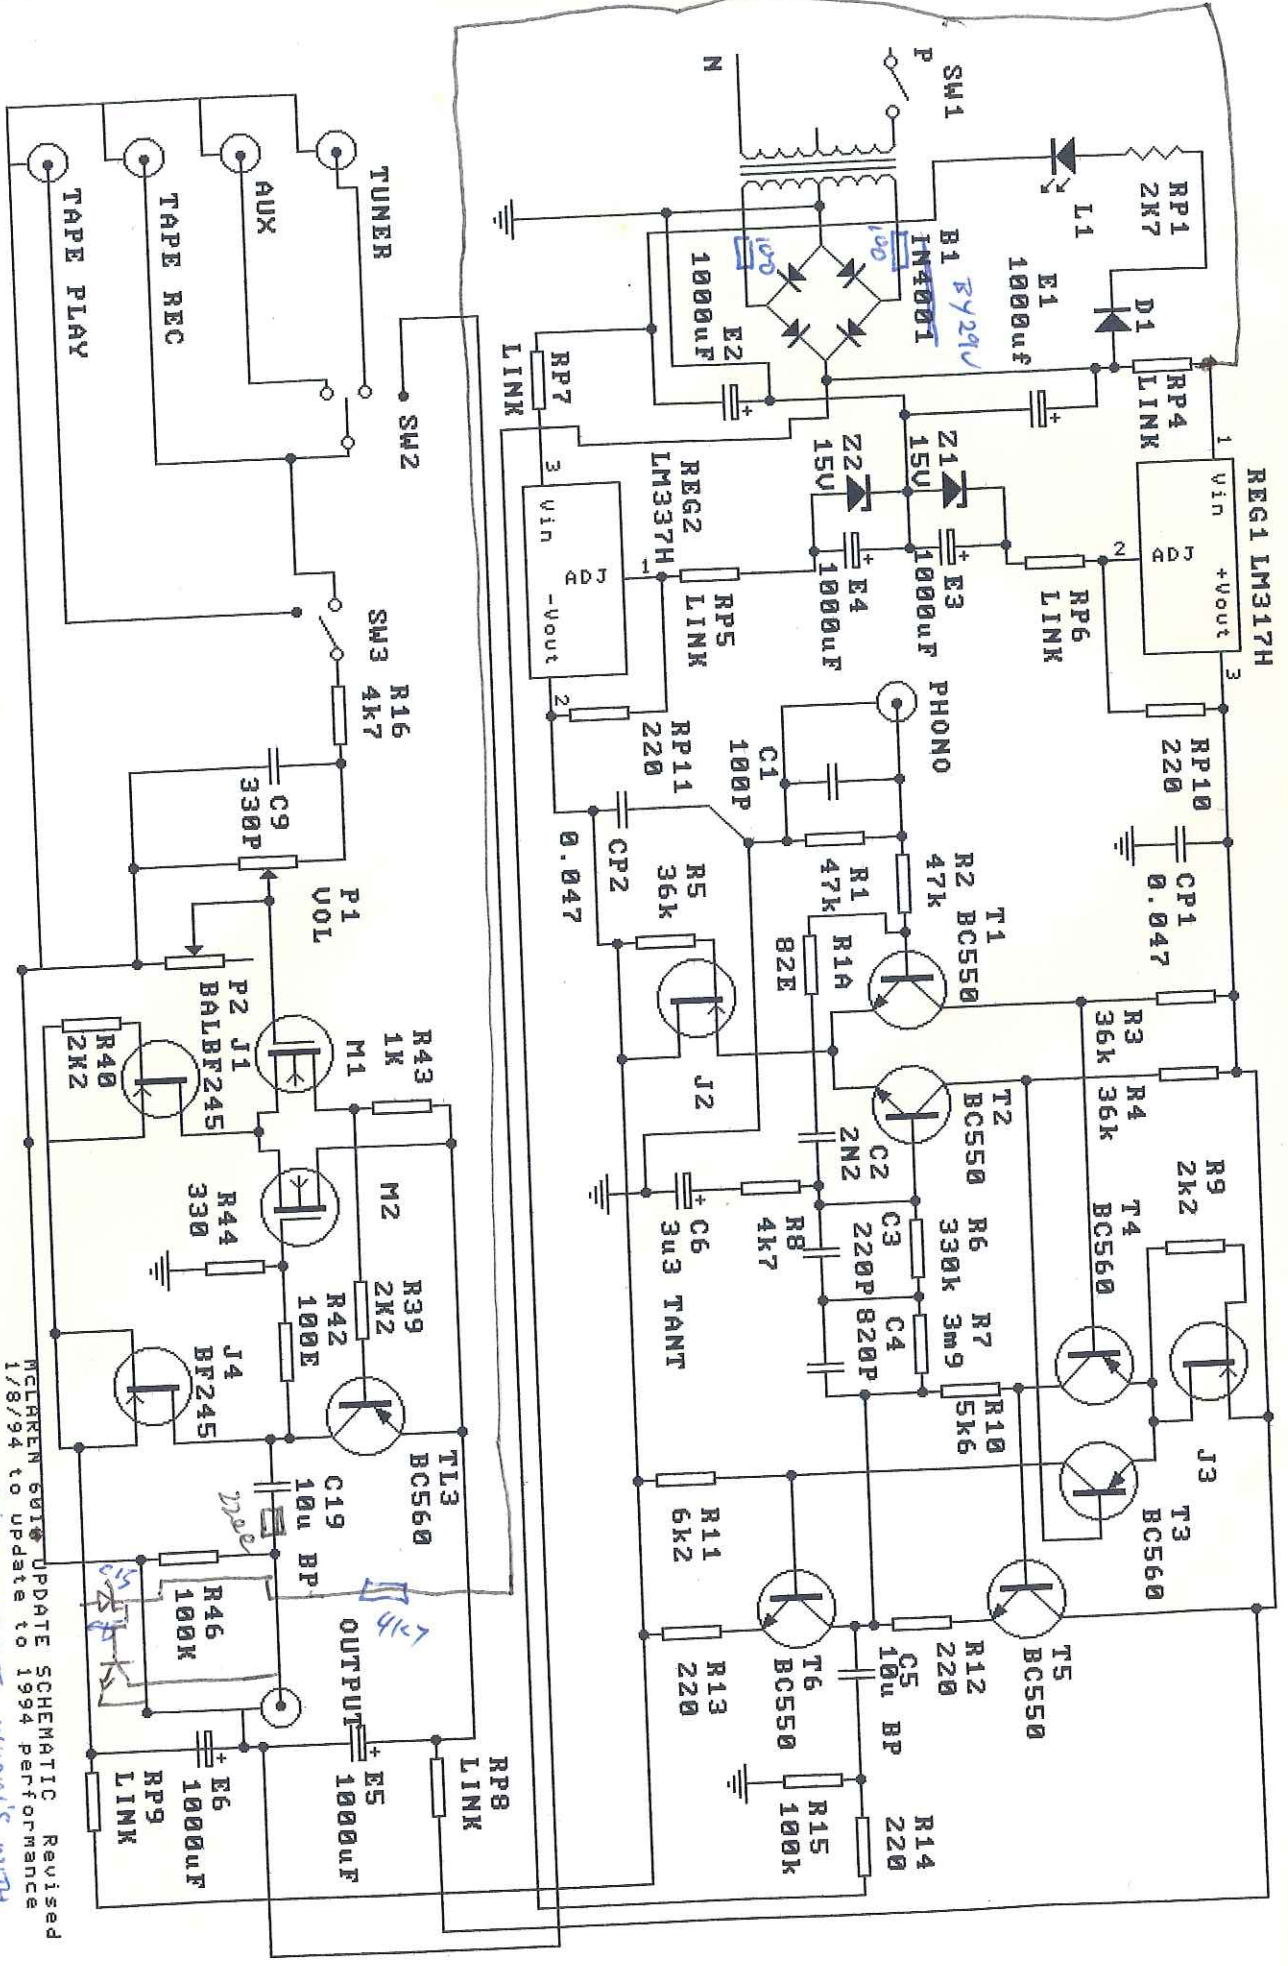 REG1 LM317H
RP1
2K7
L1
D1
RP4
LINK
1
Vin
+Vout
3
ADJ
2
RP6
LINK
RP10
220
CP1
0.047
R3
36k
R4
36k
R9
2k2
T4
BC560
J3
T3
BC560
SW1
P
N
B1
IN4001
BY29V
100
100
E1
1000uf
E2
1000uF
Z1
15V
Z2
15V
E3
1000uF
E4
1000uF
PHONO
C1
100P
R2
47k
R1
47k
T1
BC550
R1A
82E
T2
BC550
C2
2N2
C3
220P
R6
330k
R7
3m9
C4
820P
R8
4k7
C6
3u3 TANT
R10
5k6
T5
BC550
R12
220
C5
10u BP
T6
BC550
R11
6k2
R13
220
R14
220
R15
100k
RP7
LINK
3
Vin
ADJ
-Vout
1
2
REG2
LM337H
RP5
LINK
RP11
220
CP2
0.047
R5
36k
J2
TUNER
AUX
TAPE REC
TAPE PLAY
SW2
SW3
R16
4k7
C9
330P
P1
VOL
P2
BAL
J1
BF245
R40
2K2
M1
R43
1K
M2
R44
330
R39
2K2
R42
100E
J4
BF245
TL3
BC560
C19
10u BP
R46
100K
4k7
OUTPUT
E5
1000uF
E6
1000uF
RP8
LINK
RP9
LINK
McLAREN 601 UPDATE SCHEMATIC Revised
1/8/94 to update to 1994 performance